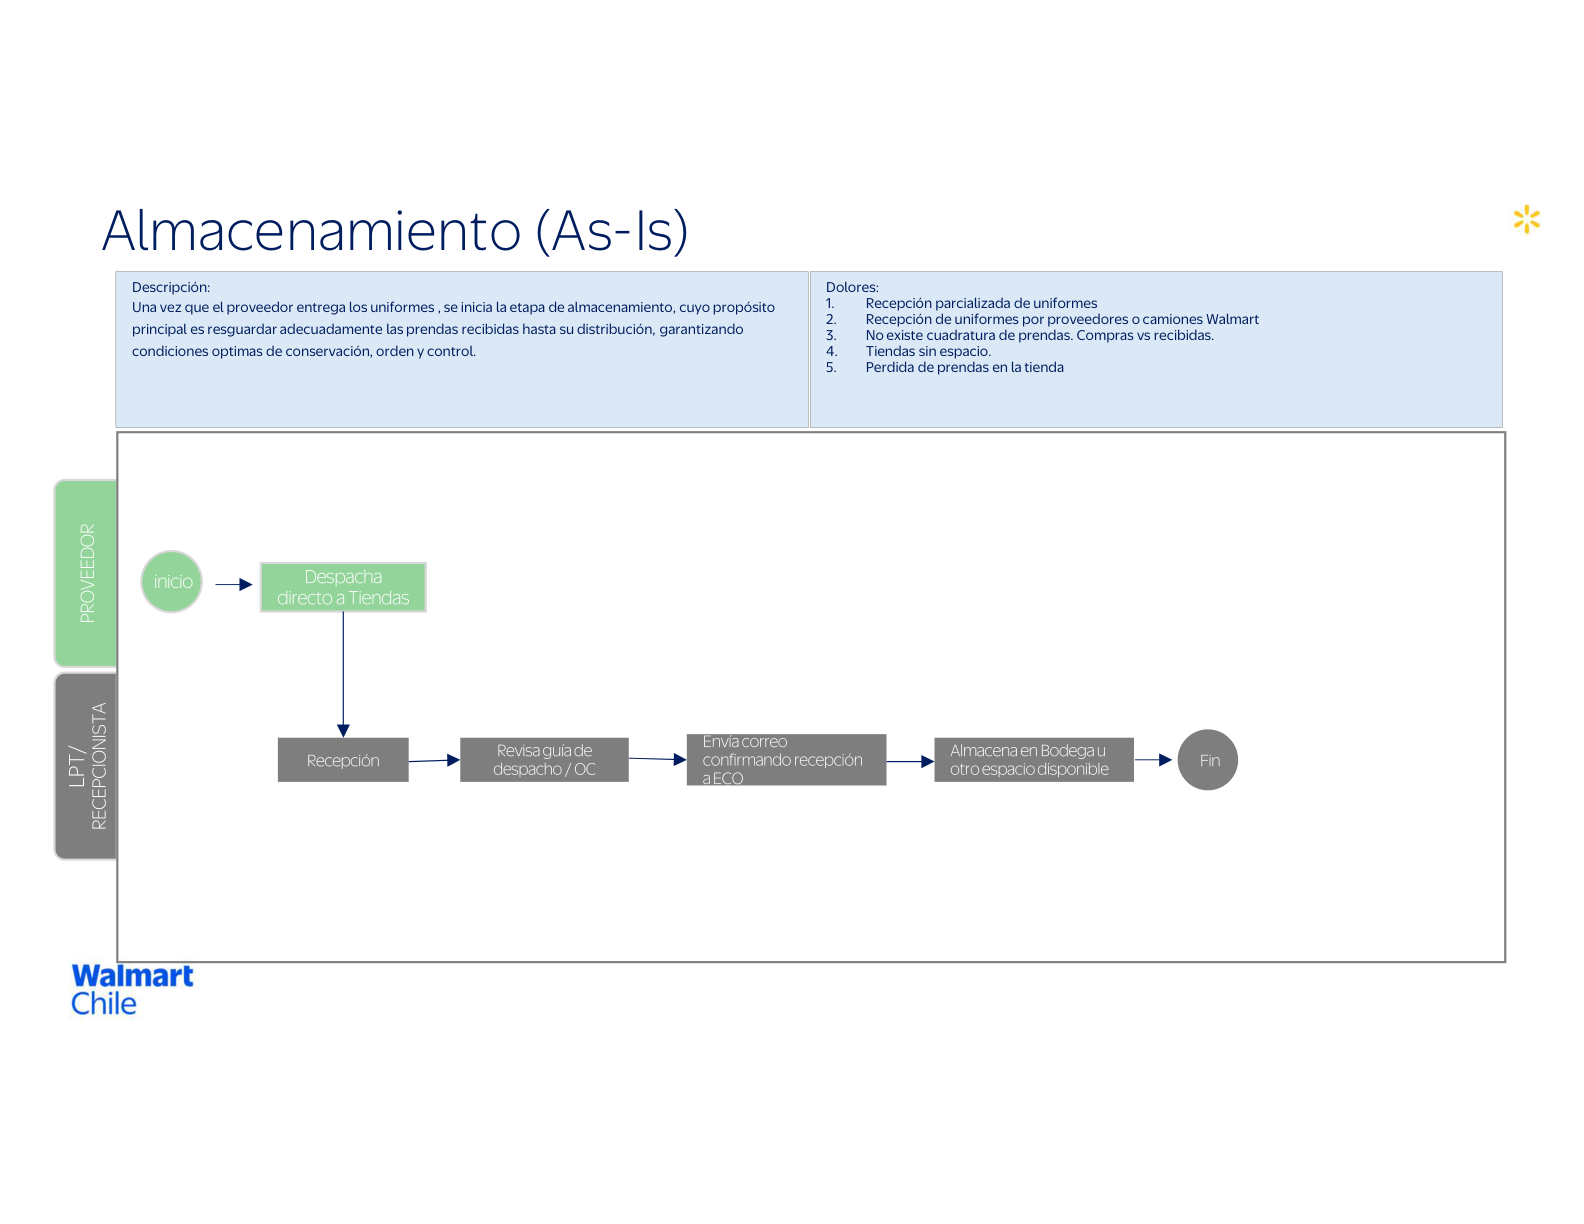 Almacenamiento (As-Is)
Descripción:
Una vez que el proveedor entrega los uniformes , se inicia la etapa de almacenamiento, cuyo propósito
principal es resguardar adecuadamente las prendas recibidas hasta su distribución, garantizando
condiciones optimas de conservación, orden y control.
Dolores:
1. Recepción parcializada de uniformes
2. Recepción de uniformes por proveedores o camiones Walmart
3. No existe cuadratura de prendas. Compras vs recibidas.
4. Tiendas sin espacio.
5. Perdida de prendas en la tienda
PROVEEDOR
inicio
Despacha
directo a Tiendas
LPT/
RECEPCIONISTA
Recepción
Revisa guía de
despacho / OC
Envía correo
confirmando recepción
a ECO
Almacena en Bodega u
otro espacio disponible
Fin
Walmart
Chile